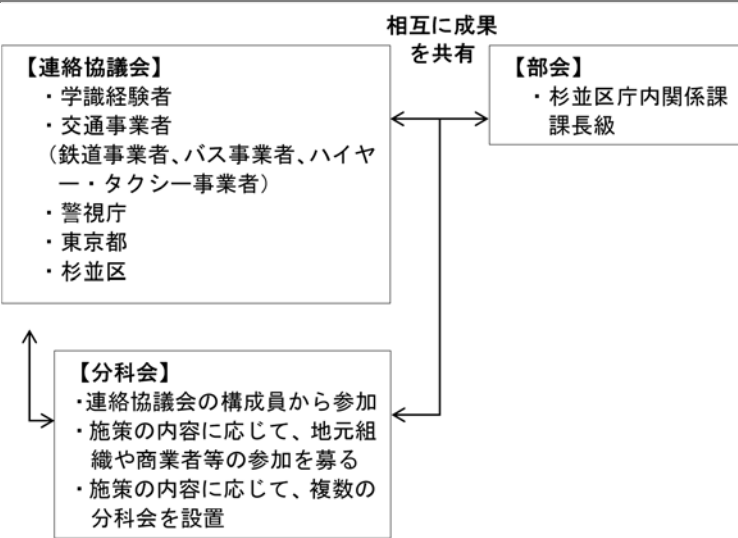 相互に成果
を共有
【連絡協議会】
・学識経験者
・交通事業者
（鉄道事業者、バス事業者、ハイヤ
ー・タクシー事業者）
・警視庁
・東京都
・杉並区
【部会】
・杉並区庁内関係課
課長級
【分科会】
・連絡協議会の構成員から参加
・施策の内容に応じて、地元組
織や商業者等の参加を募る
・施策の内容に応じて、複数の
分科会を設置